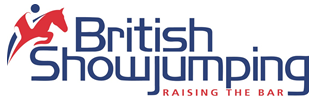 British
Showjumping
RAISING THE BAR